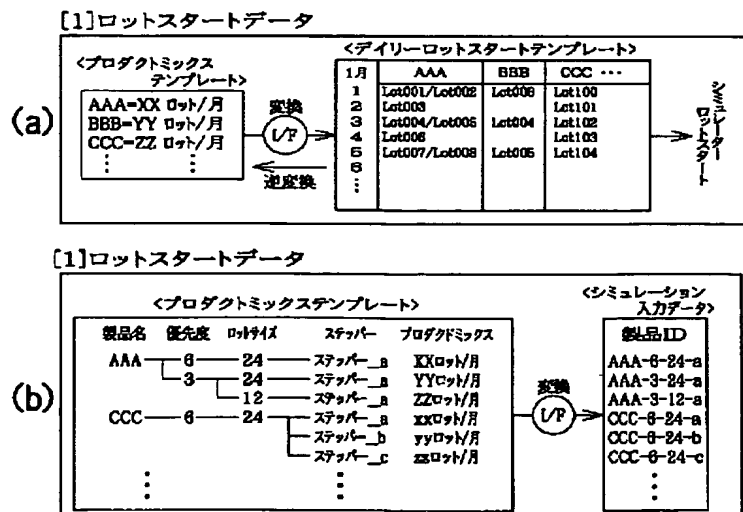 [1]ロットスタートデータ
(a)
<プロダクトミックス
テンプレート>
AAA=XX ロット/月
BBB=YY ロット/月
CCC=ZZ ロット/月
変換
I/F
逆変換
<デイリーロットスタートテンプレート>
1月 AAA BBB CCC ・・・
1 Lot001/Lot002 Lot009 Lot100
2 Lot003 Lot101
3 Lot004/Lot005 Lot004 Lot102
4 Lot006 Lot103
5 Lot007/Lot008 Lot005 Lot104
6
シミュレーター
ロットスタート
[1]ロットスタートデータ
(b)
<プロダクトミックステンプレート>
製品名 優先度 ロットサイズ ステッパー プロダクドミックス
AAA 6 24 ステッパー_a XXロット/月
3 24 ステッパー_a YYロット/月
12 ステッパー_a ZZロット/月
CCC 6 24 ステッパー_a xxロット/月
ステッパー_b yyロット/月
ステッパー_c zzロット/月
変換
I/F
<シミュレーション
入力データ>
製品ID
AAA-6-24-a
AAA-3-24-a
AAA-3-12-a
CCC-6-24-a
CCC-6-24-b
CCC-6-24-c